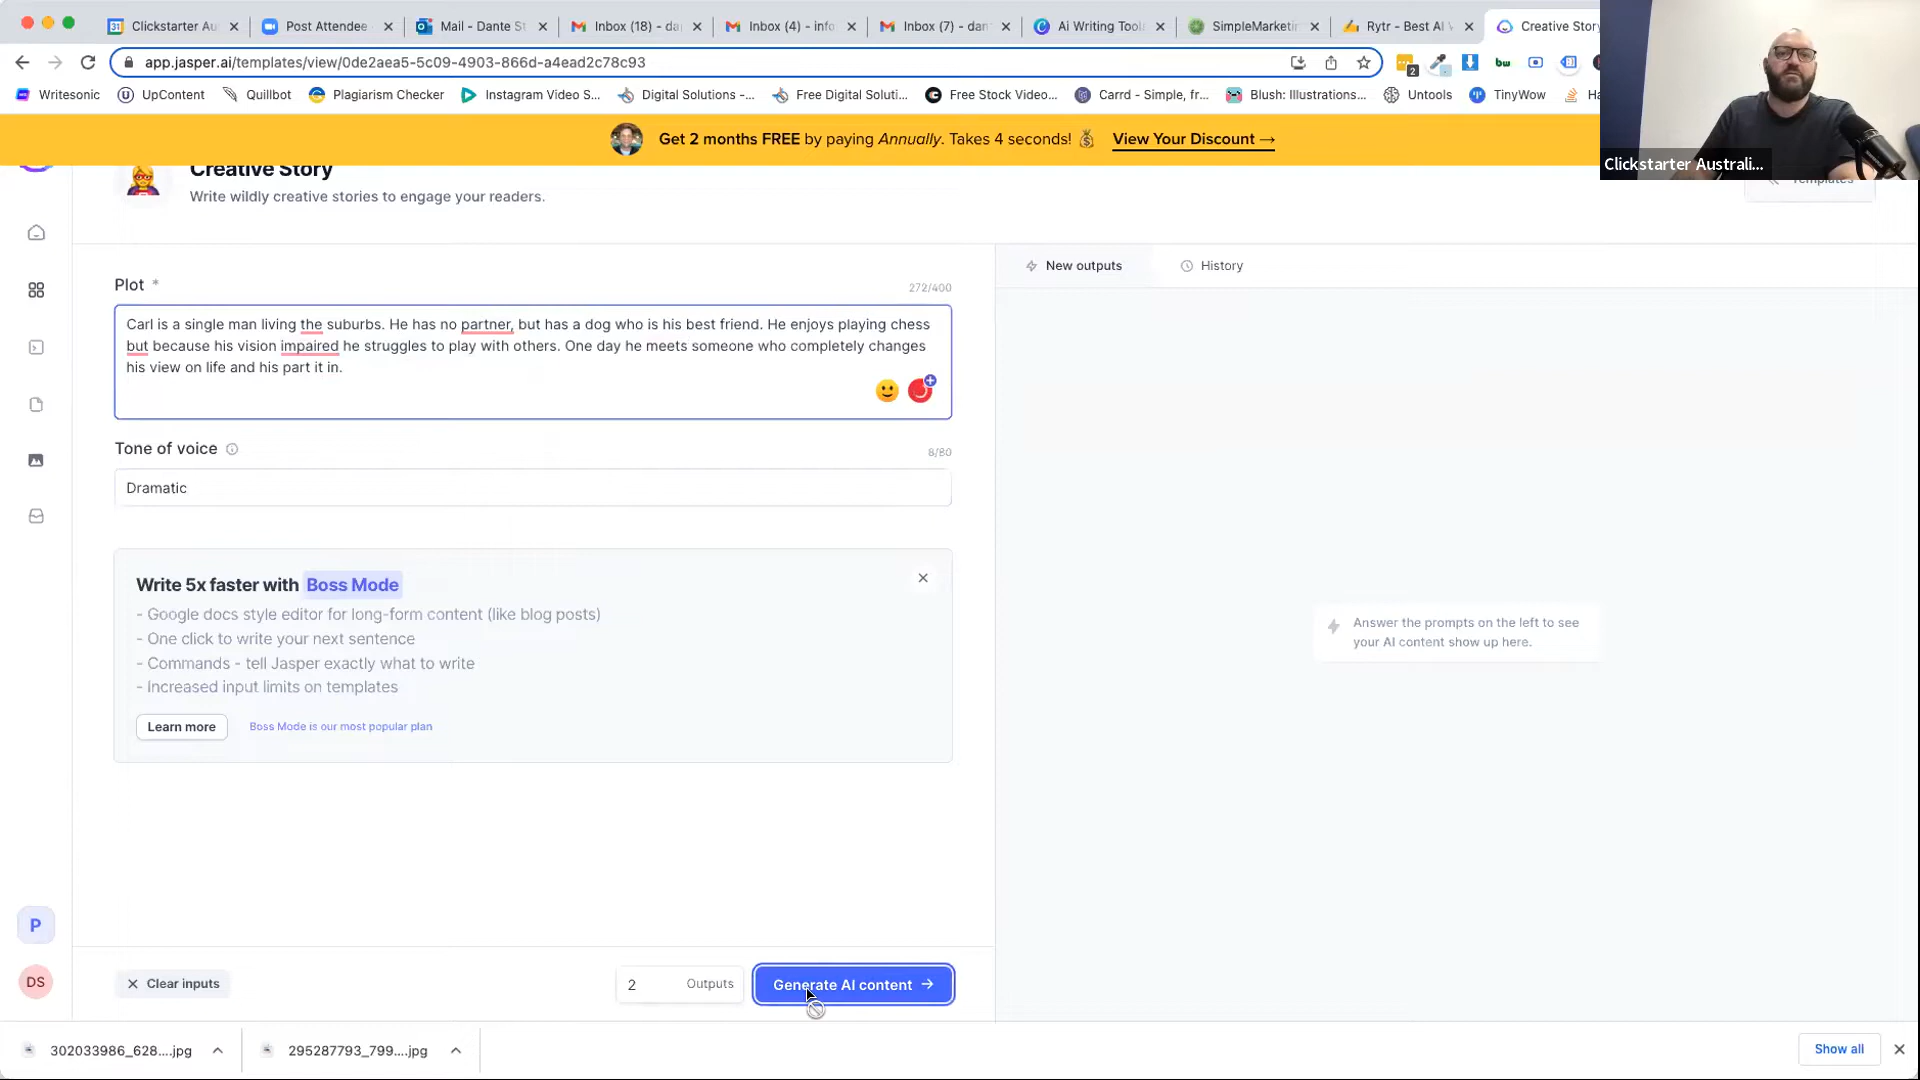 Clickstarter Au
Post Attendee
Mail - Dante St
Inbox (18) - da
Inbox (4) - info
Inbox (7) - dan
Ai Writing Tool
SimpleMarketin
Rytr - Best AI
Creative Story
app.jasper.ai/templates/view/0de2aea5-5c09-4903-866d-a4ead2c78c93
2
bw
Writesonic
UpContent
Quillbot
Plagiarism Checker
Instagram Video S...
Digital Solutions -...
Free Digital Soluti...
Free Stock Video...
Carrd - Simple, fr...
Blush: Illustrations...
Untools
TinyWow
Get 2 months FREE by paying Annually. Takes 4 seconds! 💰 View Your Discount →
Clickstarter Australi...
Creative Story
Write wildly creative stories to engage your readers.
Templates
New outputs
History
Plot *
272/400
Carl is a single man living the suburbs. He has no partner, but has a dog who is his best friend. He enjoys playing chess
but because his vision impaired he struggles to play with others. One day he meets someone who completely changes
his view on life and his part it in.
Tone of voice
8/80
Dramatic
Write 5x faster with Boss Mode
- Google docs style editor for long-form content (like blog posts)
- One click to write your next sentence
- Commands - tell Jasper exactly what to write
- Increased input limits on templates
Learn more
Boss Mode is our most popular plan
Answer the prompts on the left to see
your AI content show up here.
P
DS
Clear inputs
2 Outputs
Generate AI content →
302033986_628....jpg
295287793_799....jpg
Show all